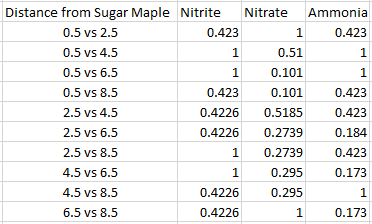 Distance from Sugar Maple Nitrite Nitrate Ammonia
0.5 vs 2.5 0.423 1 0.423
0.5 vs 4.5 1 0.51 1
0.5 vs 6.5 1 0.101 1
0.5 vs 8.5 0.423 0.101 0.423
2.5 vs 4.5 0.4226 0.5185 0.423
2.5 vs 6.5 0.4226 0.2739 0.184
2.5 vs 8.5 1 0.2739 0.423
4.5 vs 6.5 1 0.295 0.173
4.5 vs 8.5 0.4226 0.295 1
6.5 vs 8.5 0.4226 1 0.173